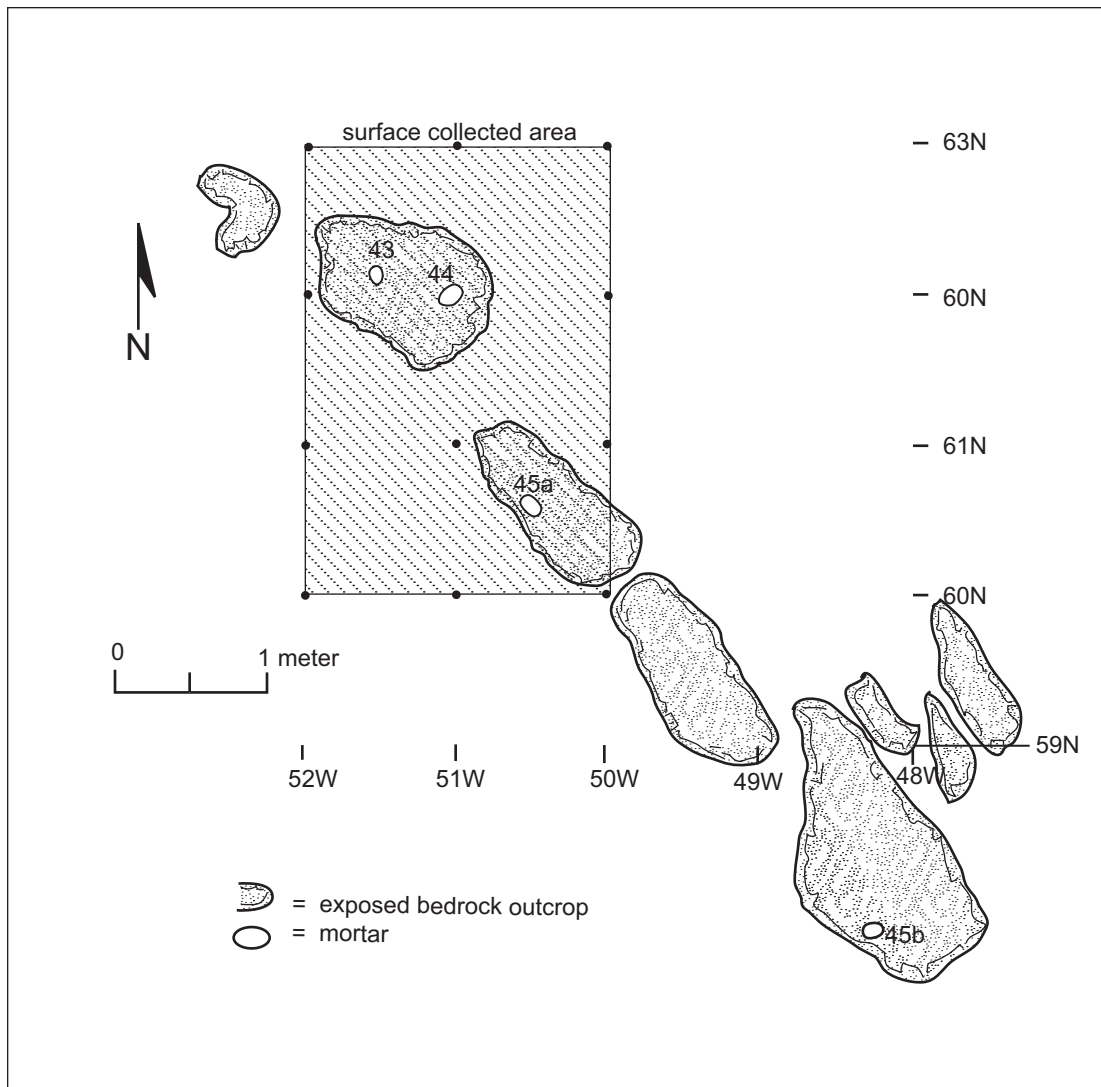 surface collected area
63N
43
44
60N
N
61N
45a
60N
0
1 meter
59N
52W
51W
50W
49W
48W
= exposed bedrock outcrop
= mortar
45b